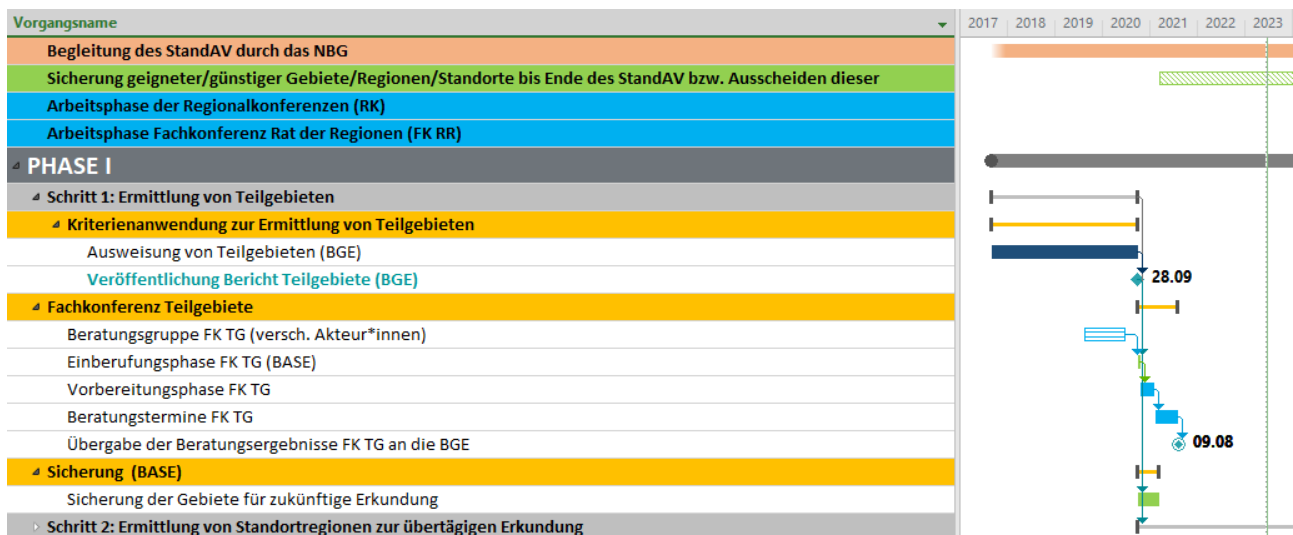 Vorgangsname 2017 2018 2019 2020 2021 2022 2023
Begleitung des StandAV durch das NBG
Sicherung geeigneter/günstiger Gebiete/Regionen/Standorte bis Ende des StandAV bzw. Ausscheiden dieser
Arbeitsphase der Regionalkonferenzen (RK)
Arbeitsphase Fachkonferenz Rat der Regionen (FK RR)
PHASE I
Schritt 1: Ermittlung von Teilgebieten
Kriterienanwendung zur Ermittlung von Teilgebieten
Ausweisung von Teilgebieten (BGE)
Veröffentlichung Bericht Teilgebiete (BGE) 28.09
Fachkonferenz Teilgebiete
Beratungsgruppe FK TG (versch. Akteur*innen)
Einberufungsphase FK TG (BASE)
Vorbereitungsphase FK TG
Beratungstermine FK TG
Übergabe der Beratungsergebnisse FK TG an die BGE 09.08
Sicherung (BASE)
Sicherung der Gebiete für zukünftige Erkundung
Schritt 2: Ermittlung von Standortregionen zur übertägigen Erkundung